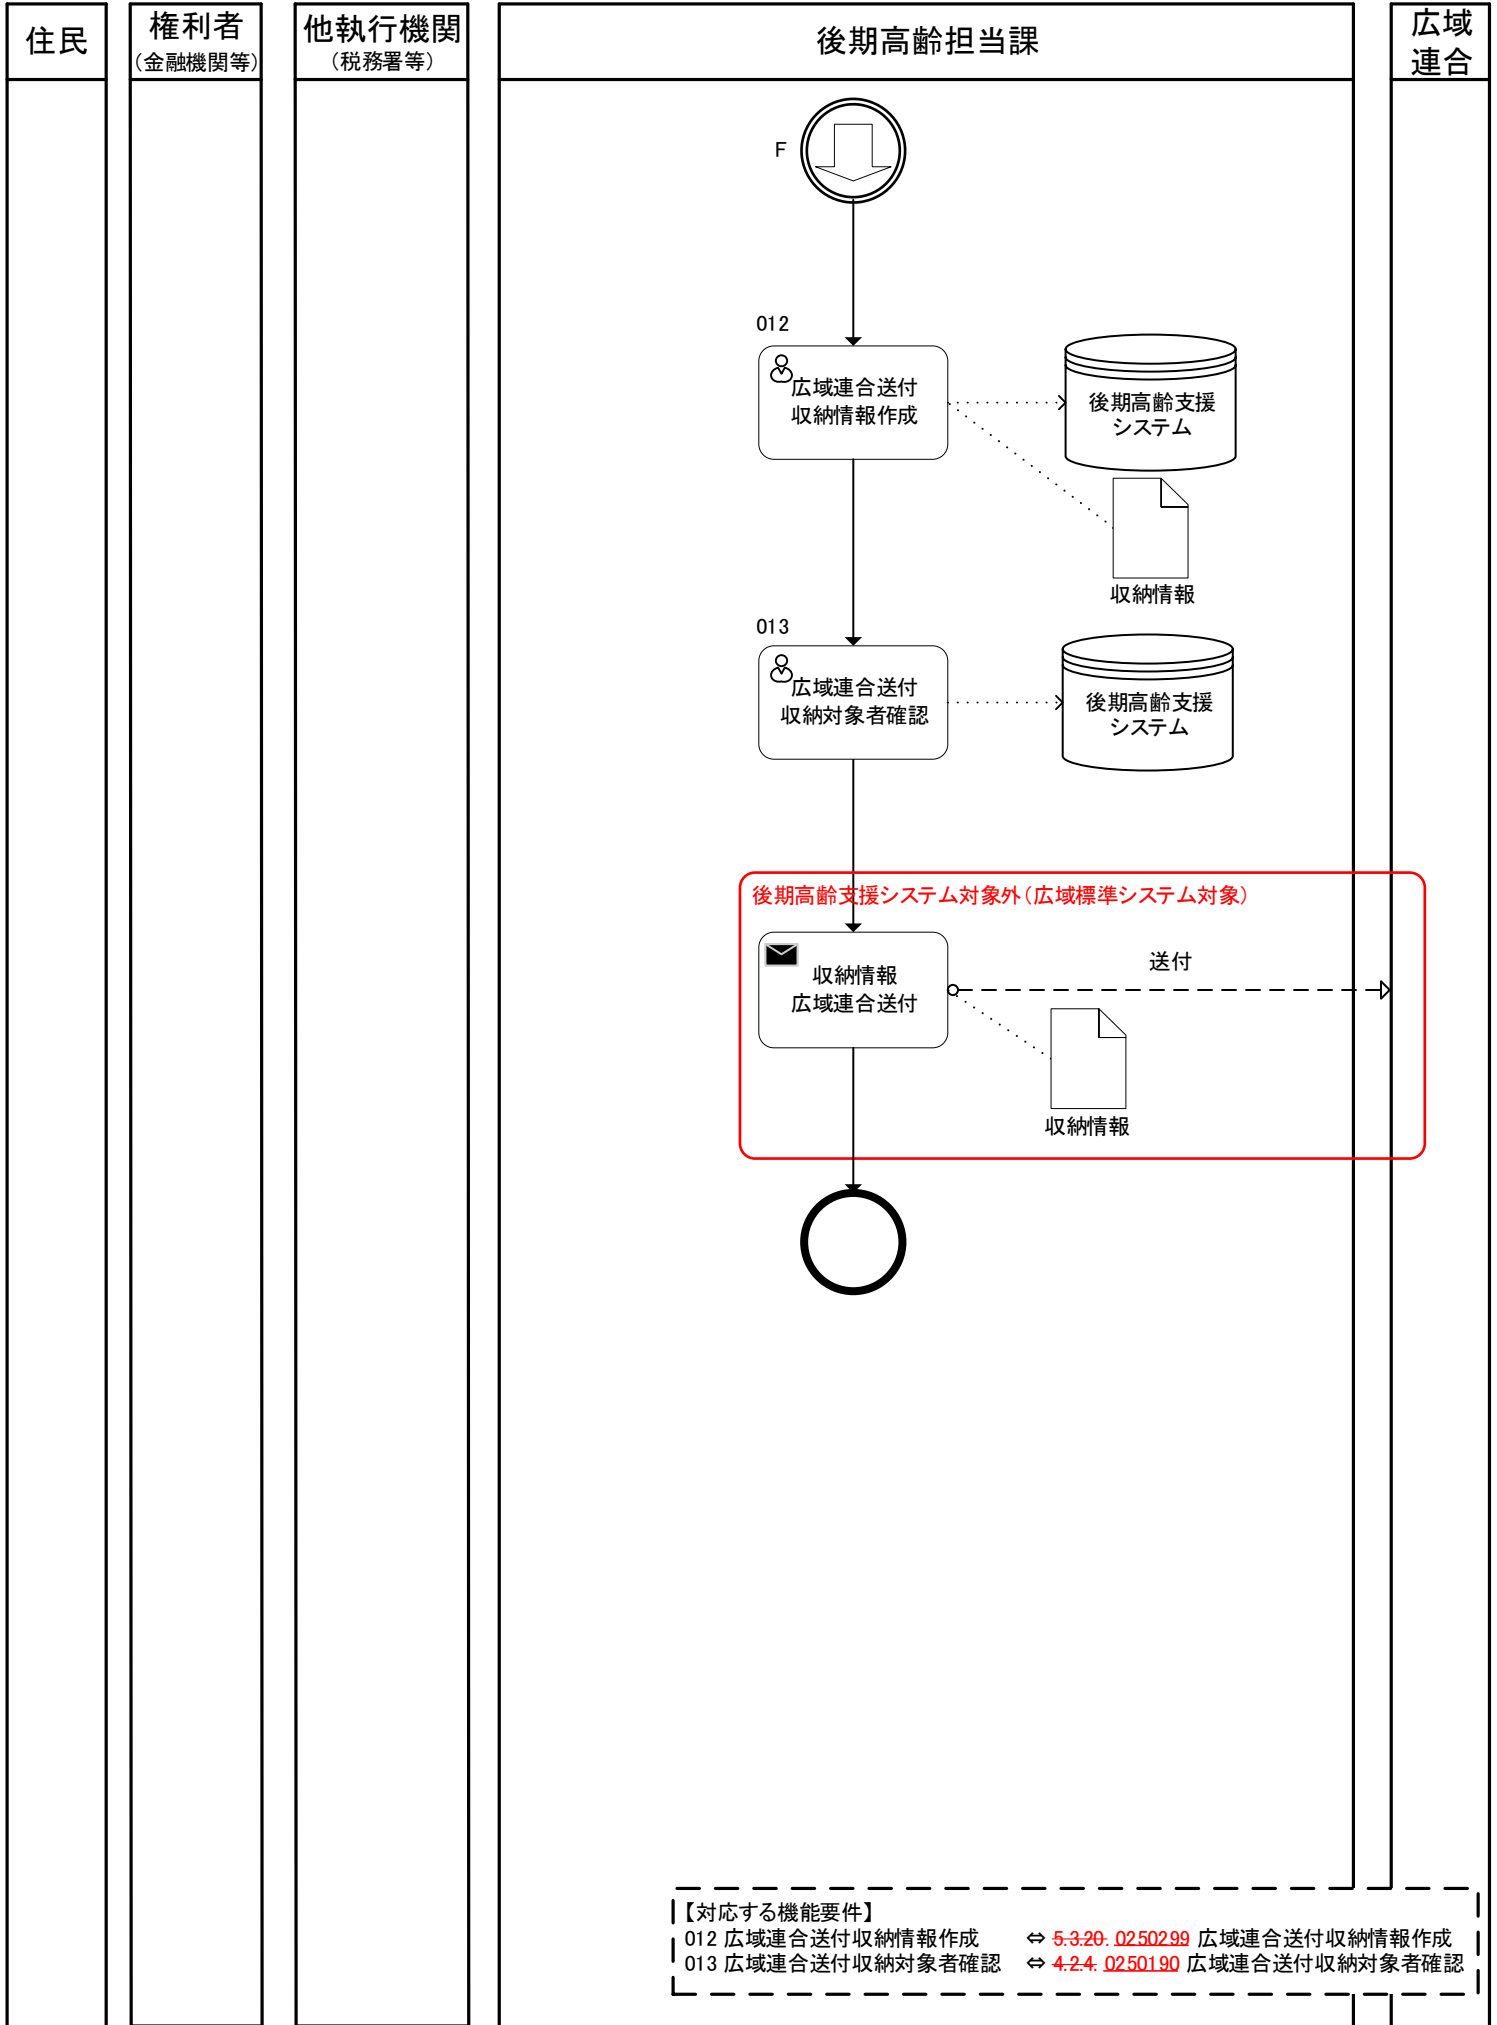 住民
権利者
（金融機関等）
他執行機関
（税務署等）
後期高齢担当課
広域
連合
F
012
広域連合送付
収納情報作成
後期高齢支援
システム
収納情報
013
広域連合送付
収納対象者確認
後期高齢支援
システム
後期高齢支援システム対象外（広域標準システム対象）
収納情報
広域連合送付
送付
収納情報
【対応する機能要件】
012 広域連合送付収納情報作成 ⇔ 5.3.20. 0250299 広域連合送付収納情報作成
013 広域連合送付収納対象者確認 ⇔ 4.2.4. 0250190 広域連合送付収納対象者確認